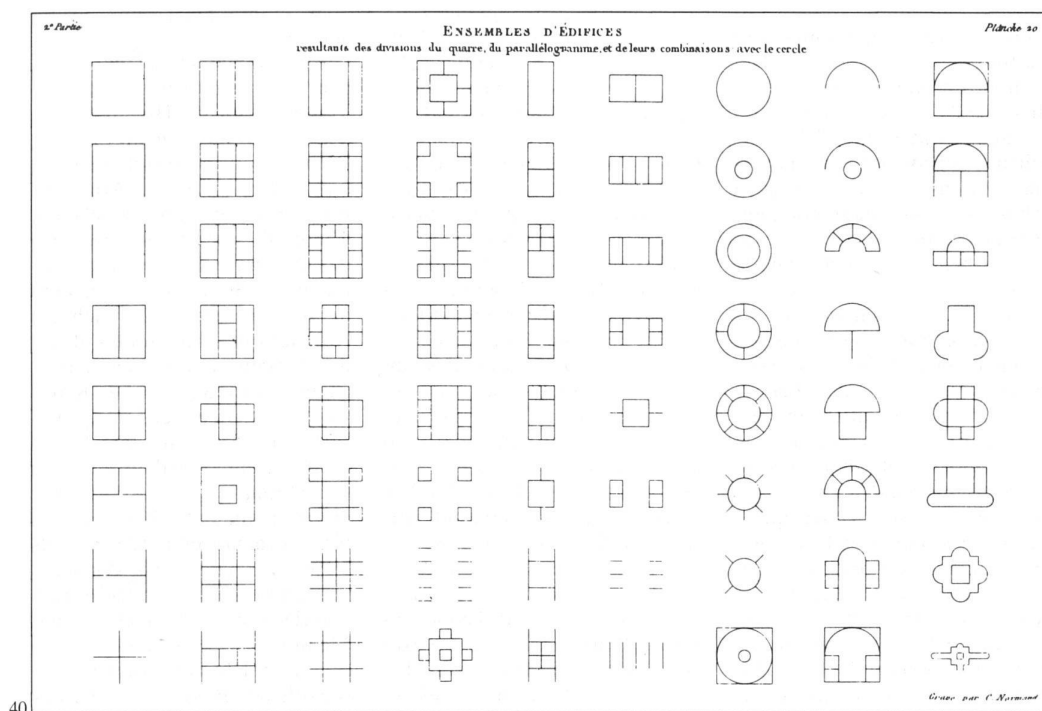 2e Partie
ENSEMBLES D'ÉDIFICES
Planche 20
resultants des divisions du quarré, du parallélogramme, et de leurs combinaisons avec le cercle
Gravé par C Normand
40